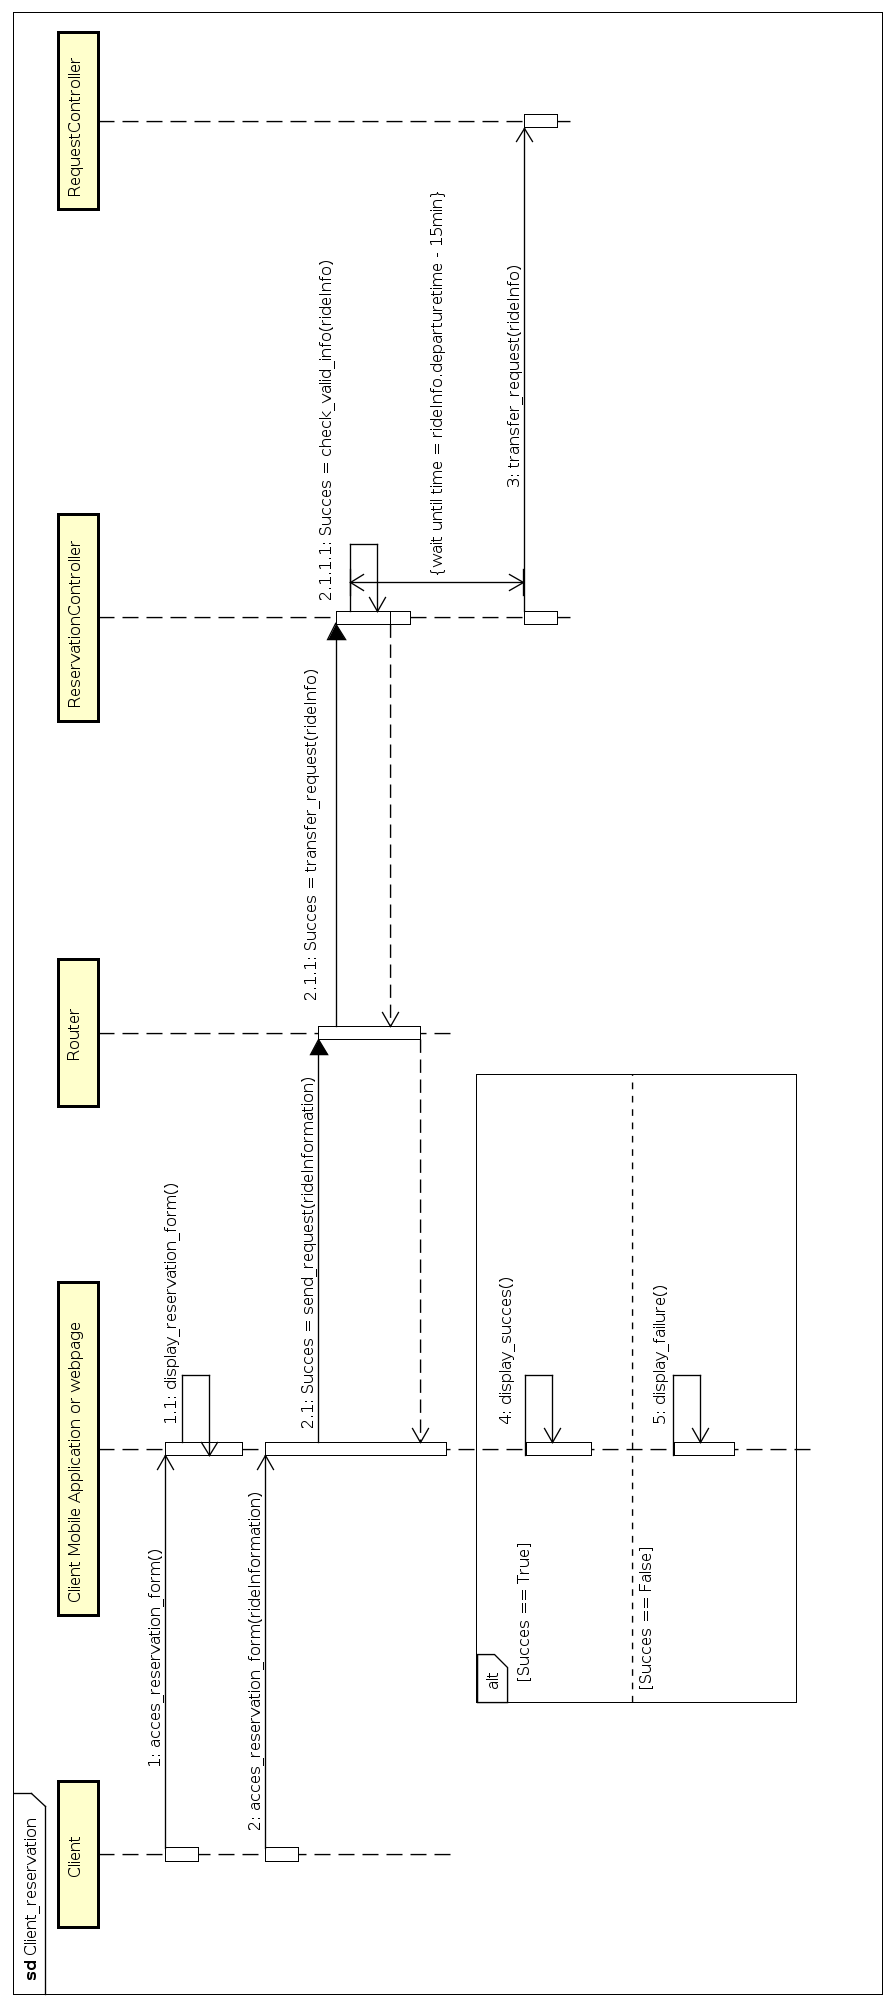 sd Client_reservation
Client
Client Mobile Application or webpage
Router
ReservationController
RequestController
1: acces_reservation_form()
1.1: display_reservation_form()
2: acces_reservation_form(rideInformation)
2.1: Succes = send_request(rideInformation)
2.1.1: Succes = transfer_request(rideInfo)
2.1.1.1: Succes = check_valid_info(rideInfo)
{wait until time = rideInfo.departuretime - 15min}
3: transfer_request(rideInfo)
alt
[Succes == True]
4: display_succes()
[Succes == False]
5: display_failure()